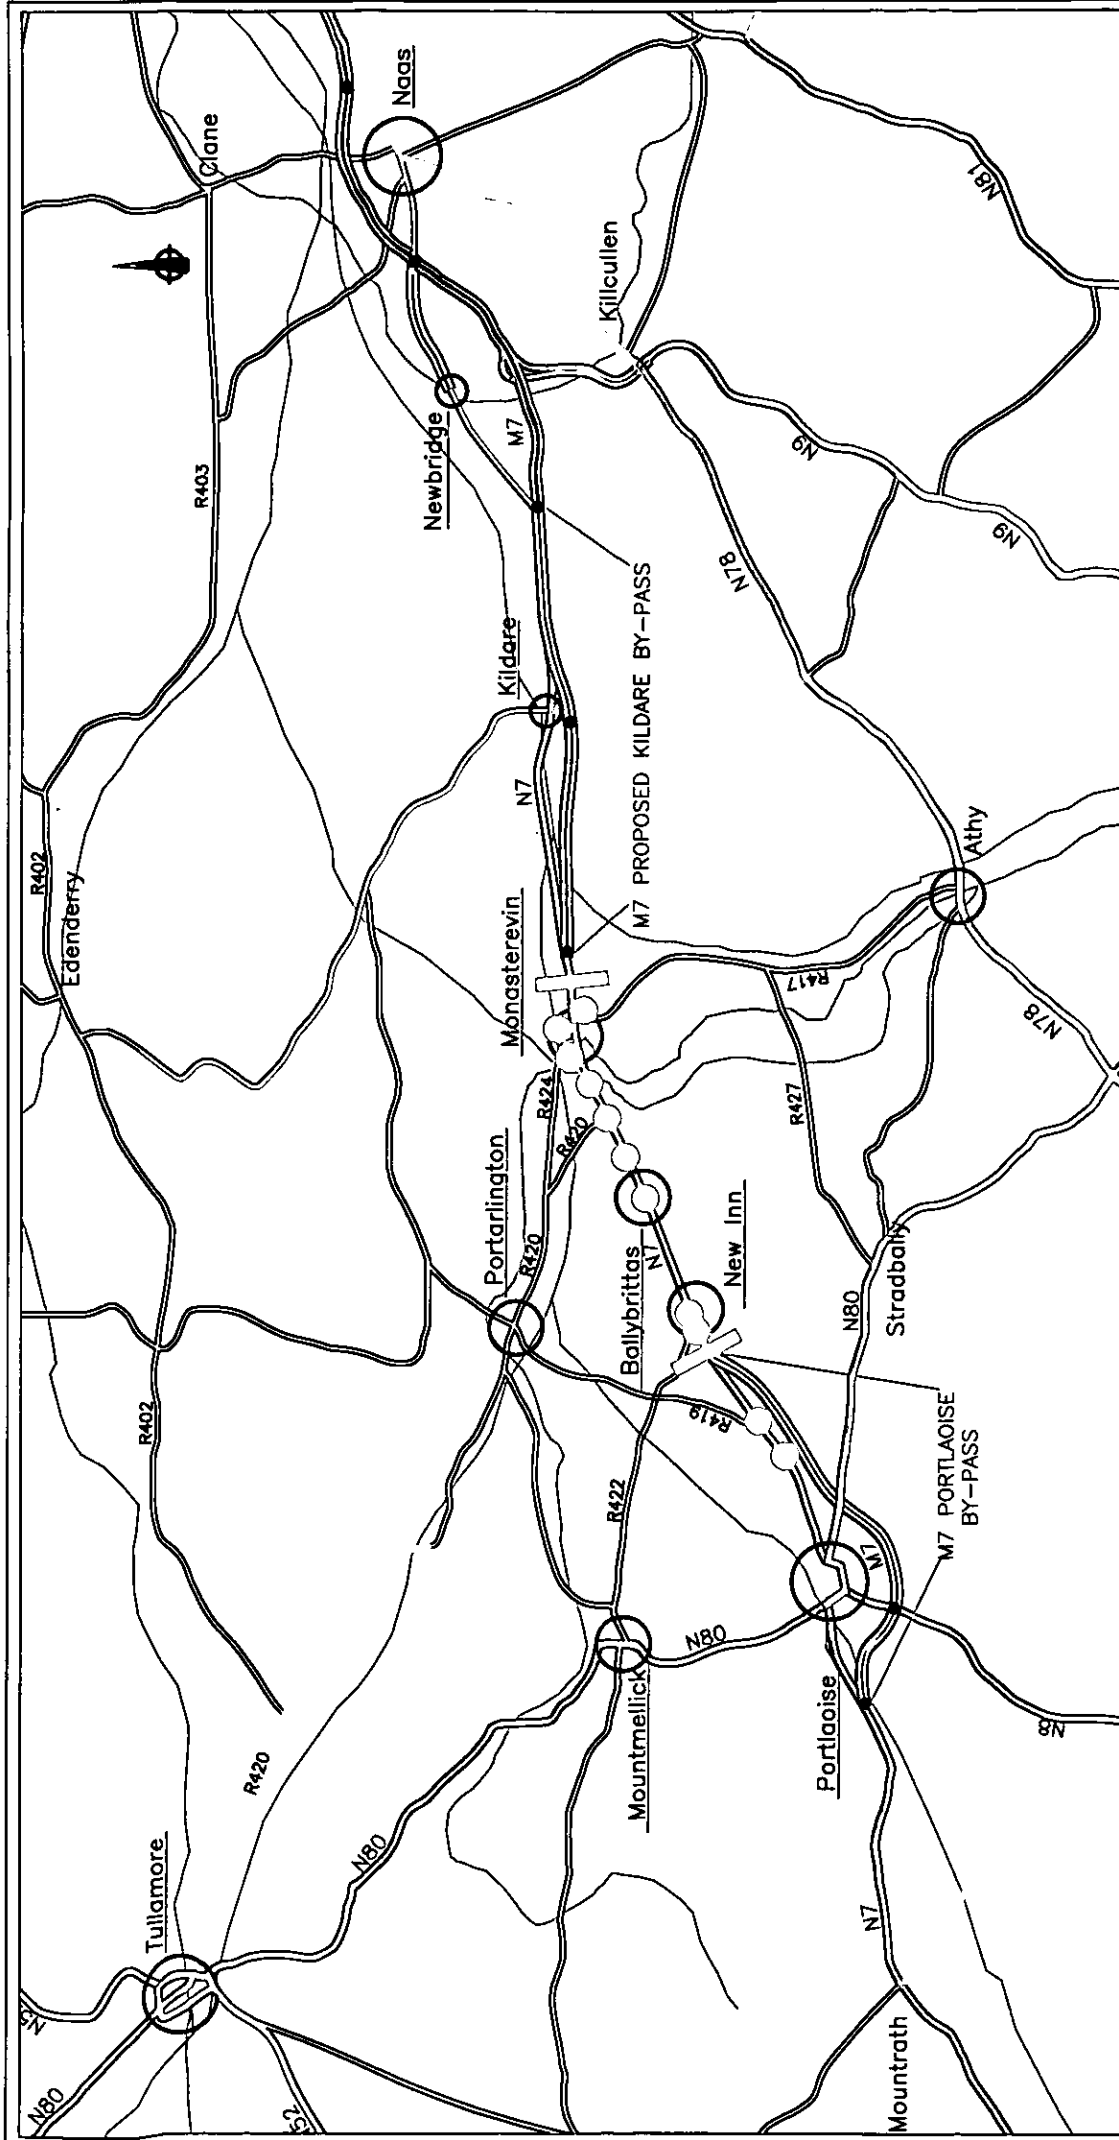 Tullamore
N80
N5
N52
R420
N80
R402
R402
Edenderry
R403
Clane
Naas
Newbridge
M7
Killcullen
N81
N9
N9
N78
Kildare
N7
M7 PROPOSED KILDARE BY-PASS
Monasterevin
R424
R420
Portarlington
R420
R417
R427
Athy
N78
Ballybrittas
N7
New Inn
Stradbally
N80
R419
R422
Mountmellick
N80
Portlaoise
M7
M7 PORTLAOISE
BY-PASS
N8
N7
Mountrath